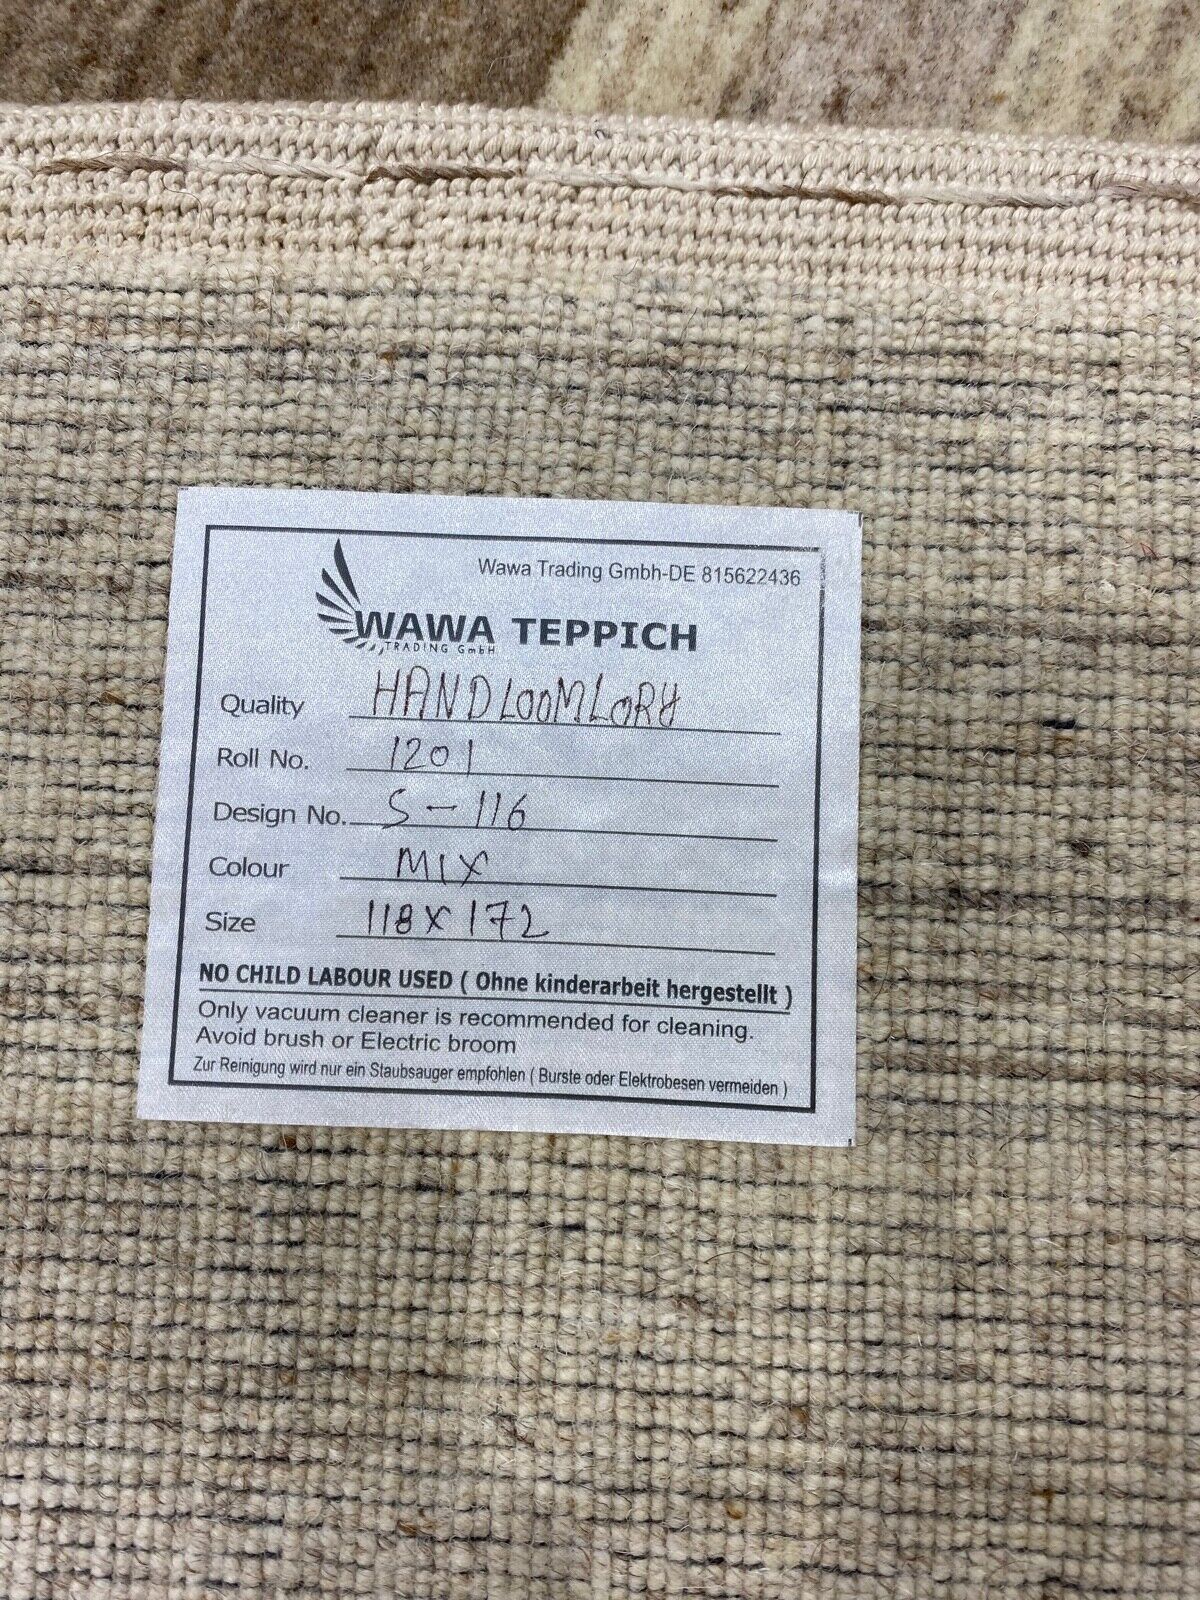 Wawa Trading Gmbh-DE 815622436
WAWA TEPPICH
TRADING GmbH
Quality HANDLOOMLORY
Roll No. 1201
Design No. S-116
Colour MIX
Size 118X172
NO CHILD LABOUR USED ( Ohne kinderarbeit hergestellt )
Only vacuum cleaner is recommended for cleaning.
Avoid brush or Electric broom
Zur Reinigung wird nur ein Staubsauger empfohlen ( Burste oder Elektrobesen vermeiden )